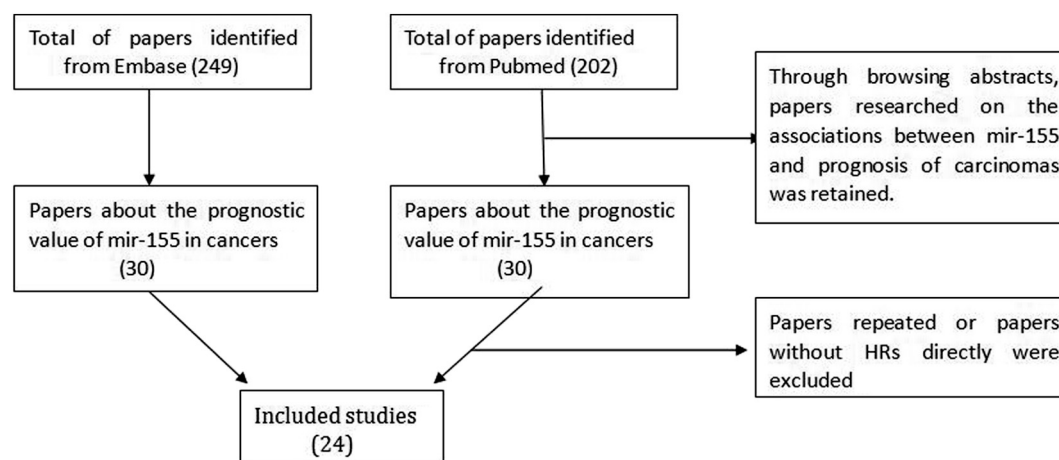 Total of papers identified
from Embase (249)
Total of papers identified
from Pubmed (202)
Through browsing abstracts,
papers researched on the
associations between mir-155
and prognosis of carcinomas
was retained.
Papers about the prognostic
value of mir-155 in cancers
(30)
Papers about the prognostic
value of mir-155 in cancers
(30)
Papers repeated or papers
without HRs directly were
excluded
Included studies
(24)